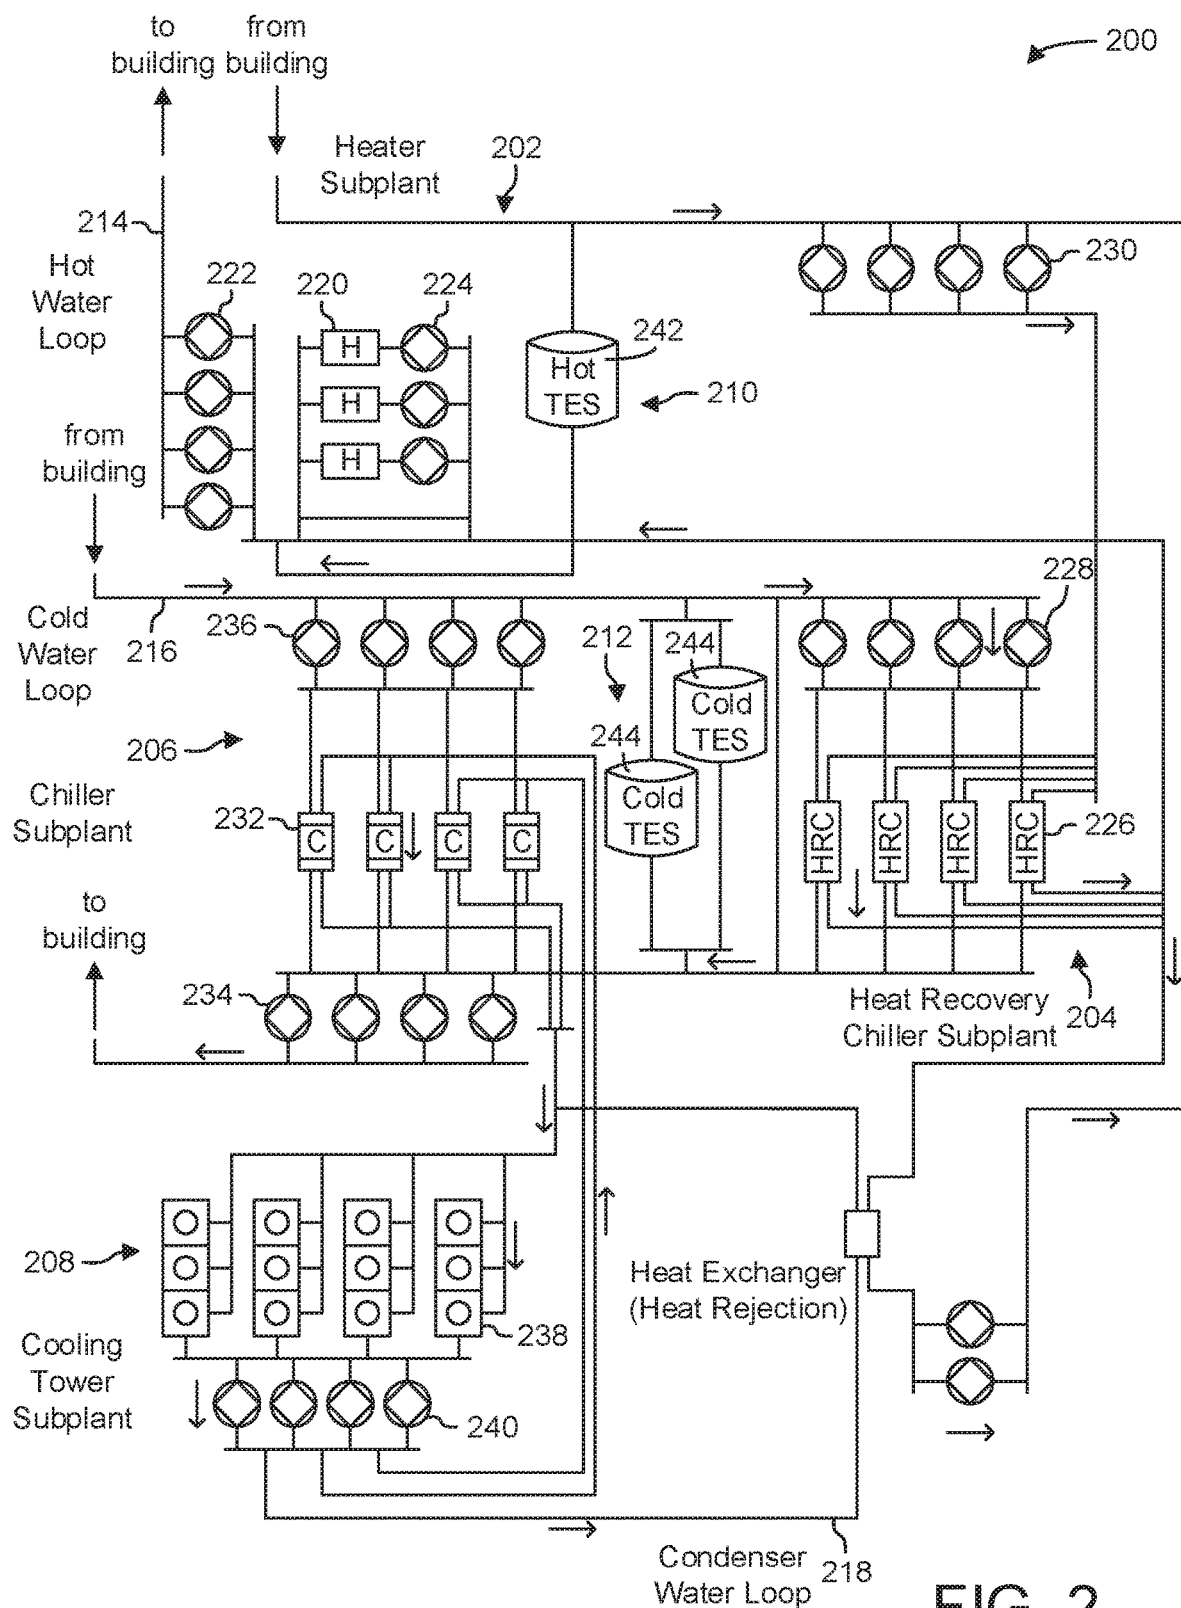 to
building
from
building
200
Heater
Subplant
202
214
Hot
Water
Loop
222
220
224
H
H
H
Hot
TES
242
210
230
from
building
228
Cold
Water
Loop
216
236
212
244
Cold
TES
244
Cold
TES
206
Chiller
Subplant
232
C
C
C
C
HRC
HRC
HRC
HRC
226
to
building
234
Heat Recovery
Chiller Subplant
204
208
Heat Exchanger
(Heat Rejection)
238
Cooling
Tower
Subplant
240
Condenser
Water Loop
218
FIG. 2